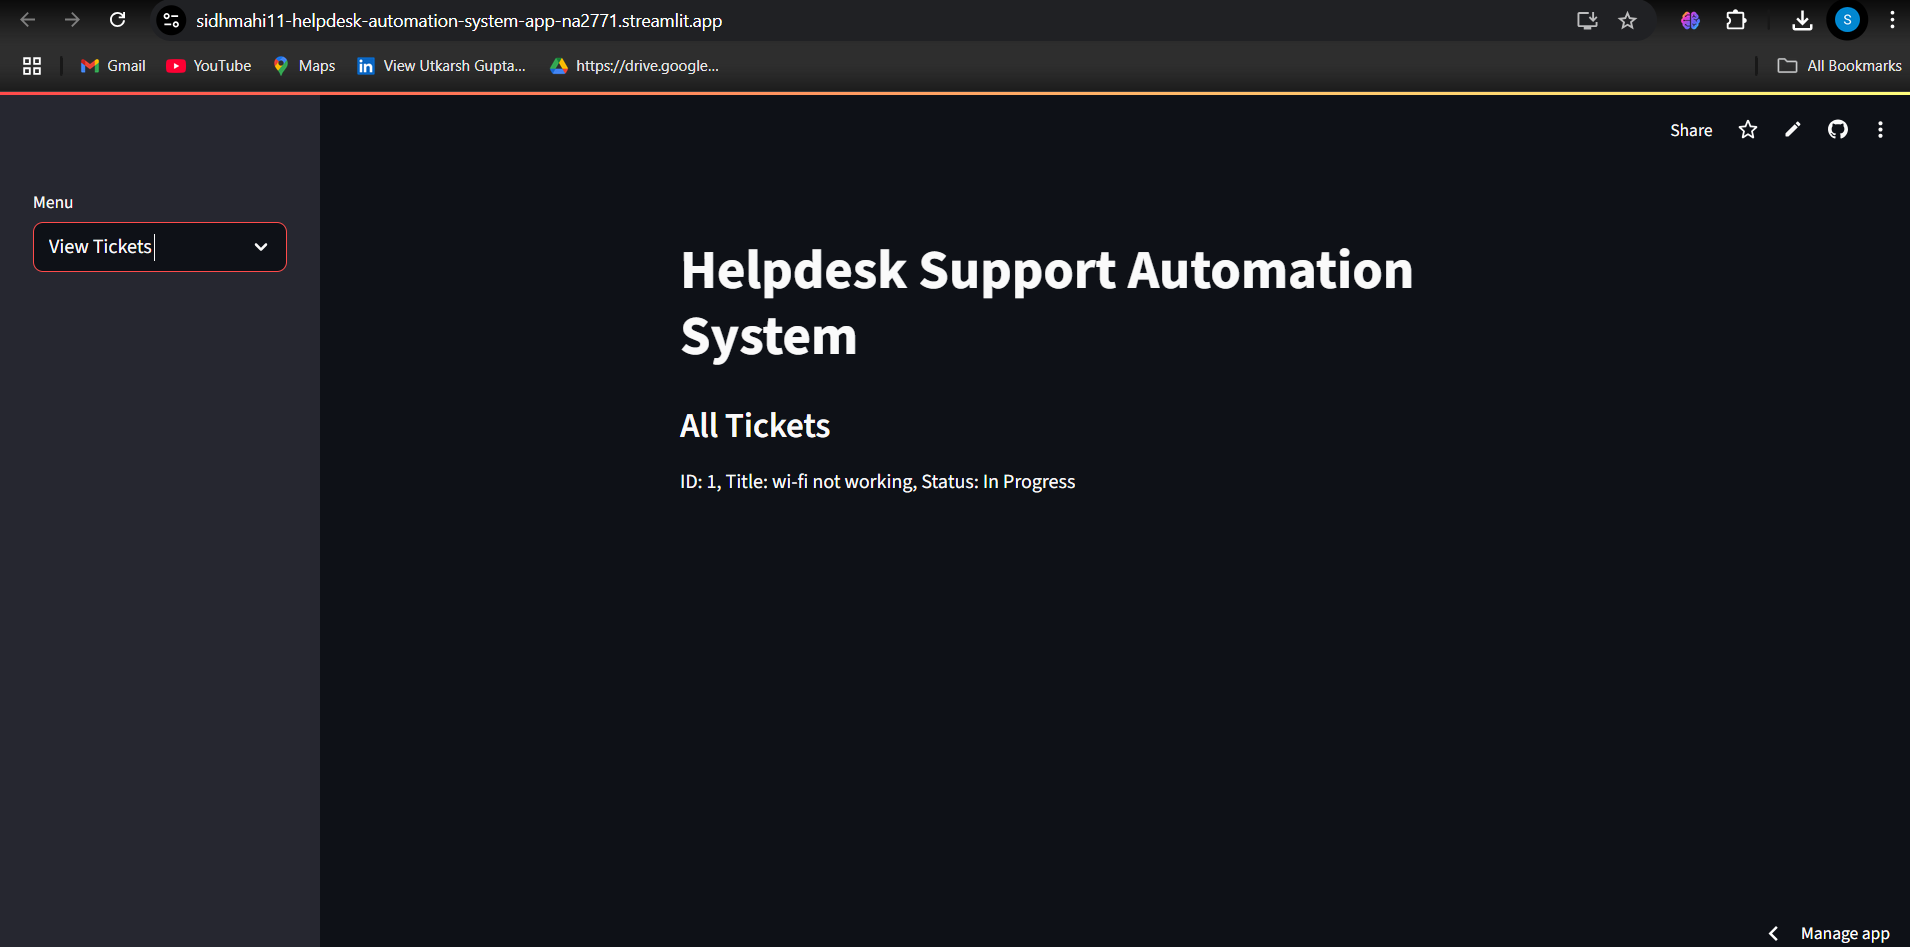 sidhmahi11-helpdesk-automation-system-app-na2771.streamlit.app
S
Gmail
YouTube
Maps
in
View Utkarsh Gupta...
https://drive.google...
All Bookmarks
Share
Menu
View Tickets
Helpdesk Support Automation
System
All Tickets
ID: 1, Title: wi-fi not working, Status: In Progress
Manage app